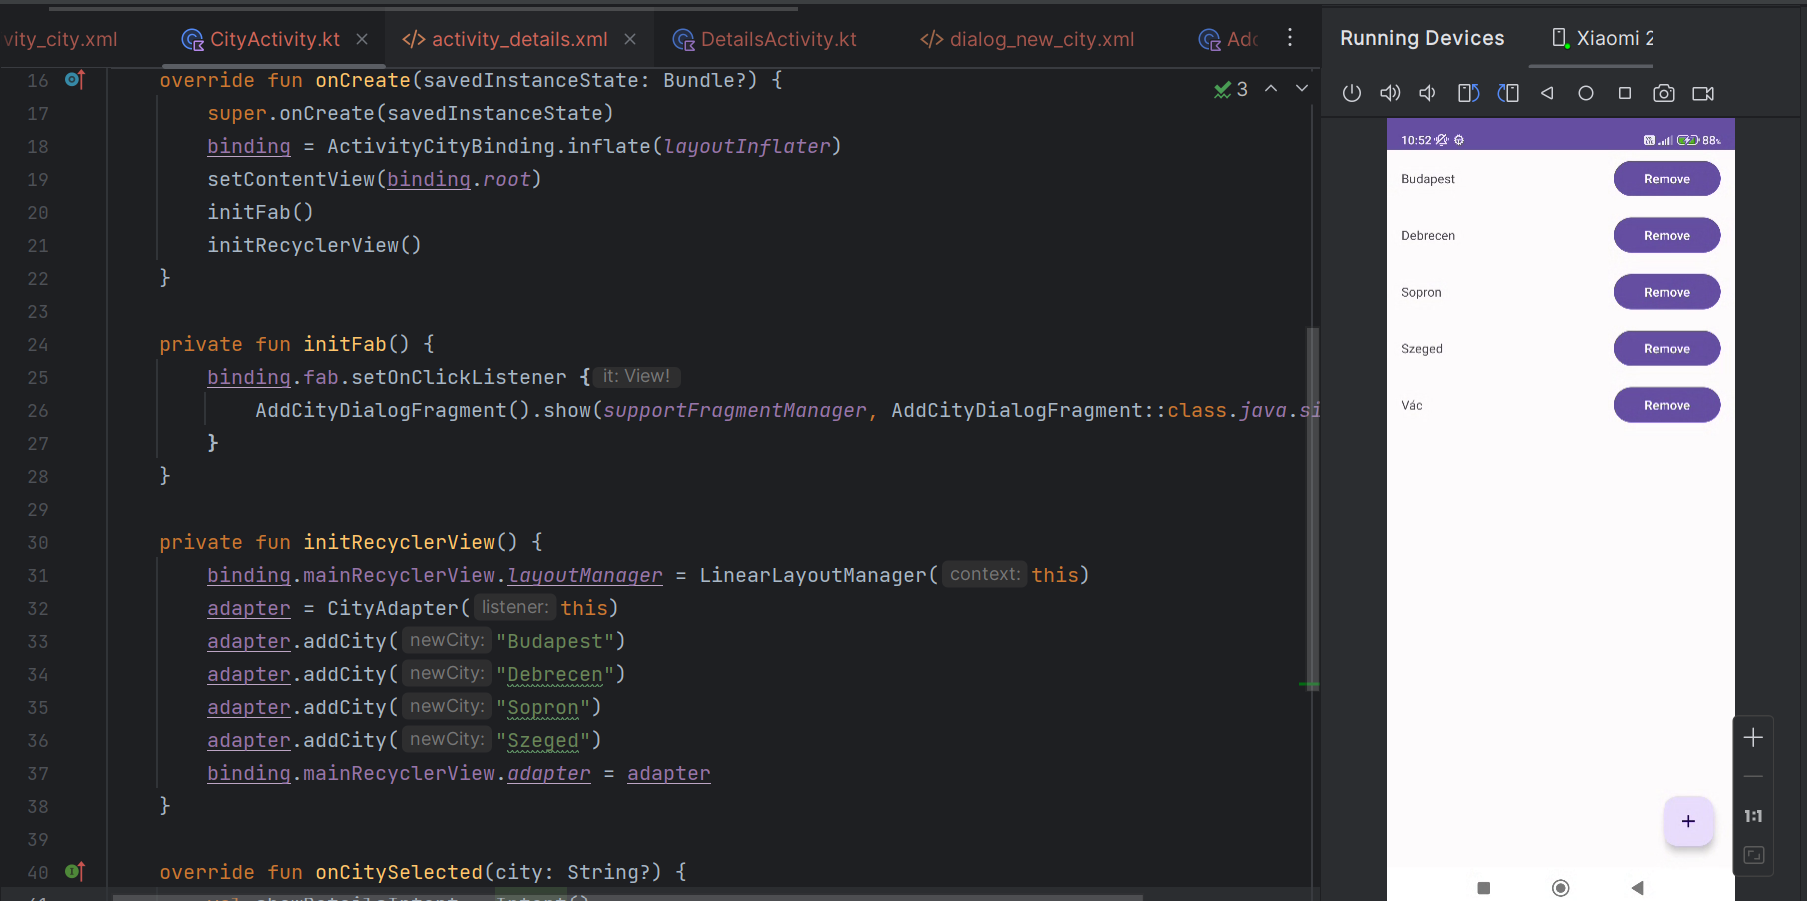 vity_city.xml
CityActivity.kt
activity_details.xml
DetailsActivity.kt
dialog_new_city.xml
16 override fun onCreate(savedInstanceState: Bundle?) {
3
17 super.onCreate(savedInstanceState)
18 binding = ActivityCityBinding.inflate(layoutInflater)
19 setContentView(binding.root)
20 initFab()
21 initRecyclerView()
22 }
23
24 private fun initFab() {
25 binding.fab.setOnClickListener { it: View!
26 AddCityDialogFragment().show(supportFragmentManager, AddCityDialogFragment::class.java.si
27 }
28 }
29
30 private fun initRecyclerView() {
31 binding.mainRecyclerView.layoutManager = LinearLayoutManager( context: this)
32 adapter = CityAdapter( listener: this)
33 adapter.addCity( newCity: "Budapest")
34 adapter.addCity( newCity: "Debrecen")
35 adapter.addCity( newCity: "Sopron")
36 adapter.addCity( newCity: "Szeged")
37 binding.mainRecyclerView.adapter = adapter
38 }
39
40 override fun onCitySelected(city: String?) {
Running Devices
Xiaomi 2
10:52
88%
Budapest
Remove
Debrecen
Remove
Sopron
Remove
Szeged
Remove
Vác
Remove
+
1:1